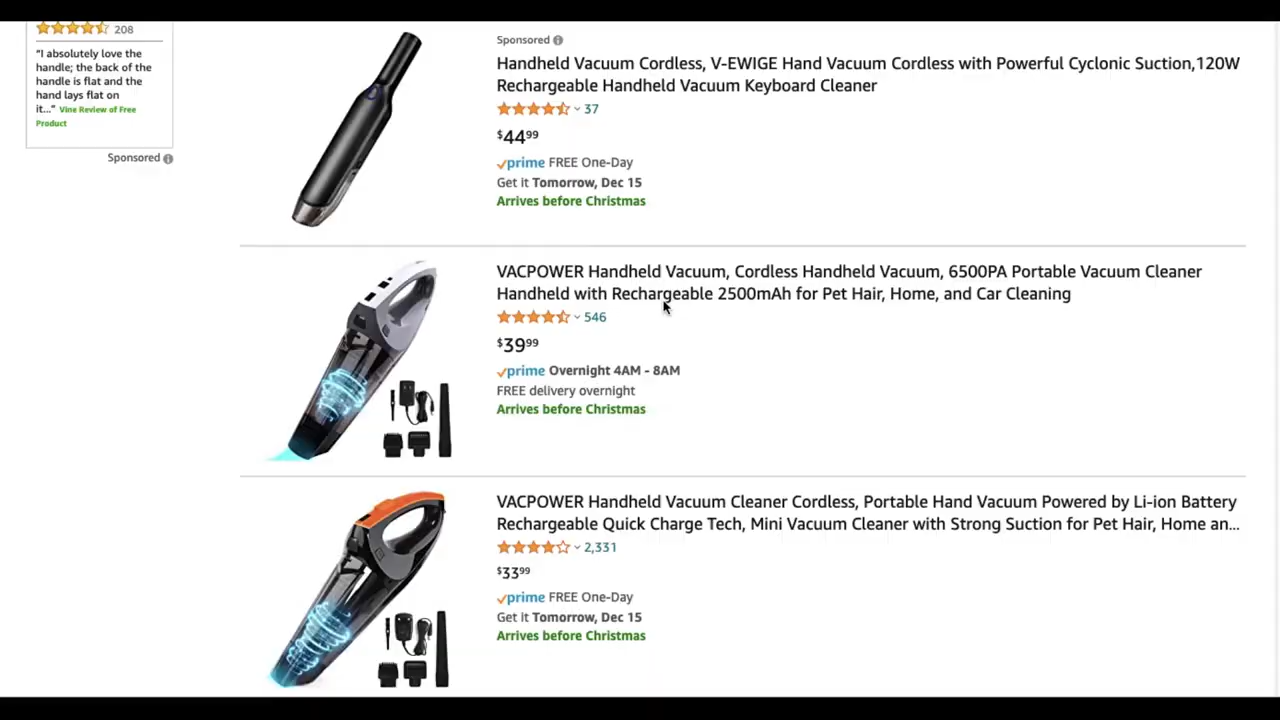 208
“I absolutely love the
handle; the back of the
handle is flat and the
hand lays flat on
it...” Vine Review of Free
Product
Sponsored
Sponsored
Handheld Vacuum Cordless, V-EWIGE Hand Vacuum Cordless with Powerful Cyclonic Suction,120W
Rechargeable Handheld Vacuum Keyboard Cleaner
37
$4499
prime FREE One-Day
Get it Tomorrow, Dec 15
Arrives before Christmas
VACPOWER Handheld Vacuum, Cordless Handheld Vacuum, 6500PA Portable Vacuum Cleaner
Handheld with Rechargeable 2500mAh for Pet Hair, Home, and Car Cleaning
546
$3999
prime Overnight 4AM - 8AM
FREE delivery overnight
Arrives before Christmas
VACPOWER Handheld Vacuum Cleaner Cordless, Portable Hand Vacuum Powered by Li-ion Battery
Rechargeable Quick Charge Tech, Mini Vacuum Cleaner with Strong Suction for Pet Hair, Home an...
2,331
$3399
prime FREE One-Day
Get it Tomorrow, Dec 15
Arrives before Christmas